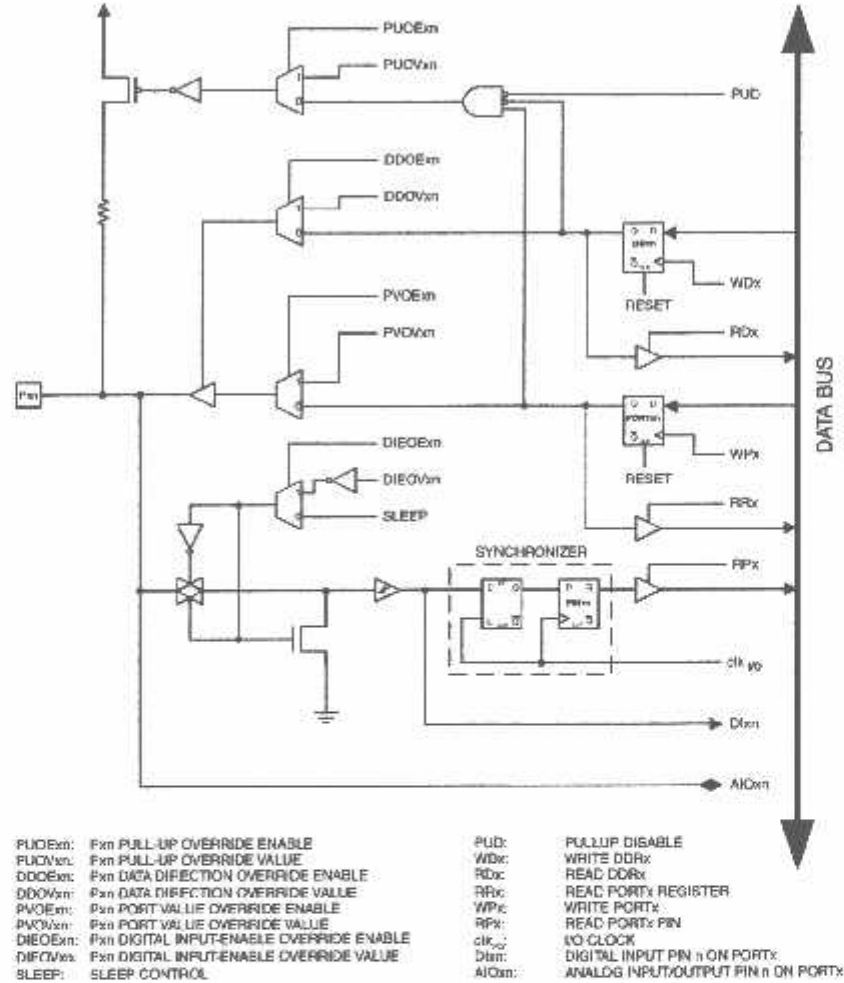 PUOExn
PUOVxn
PUD
DDOExn
DDOVxn
WDx
RESET
RDx
PVOExn
PVOVxn
Pxn
DATA BUS
PORTxn
WPx
RESET
RRx
DIEOExn
DIEOVxn
SLEEP
SYNCHRONIZER
RPx
clk I/O
DIxn
AIOxn
PUOExn: Pxn PULL-UP OVERRIDE ENABLE
PUOVxn: Pxn PULL-UP OVERRIDE VALUE
DDOExn: Pxn DATA DIRECTION OVERRIDE ENABLE
DDOVxn: Pxn DATA DIRECTION OVERRIDE VALUE
PVOExn: Pxn PORT VALUE OVERRIDE ENABLE
PVOVxn: Pxn PORT VALUE OVERRIDE VALUE
DIEOExn: Pxn DIGITAL INPUT-ENABLE OVERRIDE ENABLE
DIEOVxn: Pxn DIGITAL INPUT-ENABLE OVERRIDE VALUE
SLEEP: SLEEP CONTROL
PUD: PULLUP DISABLE
WDx: WRITE DDRx
RDx: READ DDRx
RRx: READ PORTx REGISTER
WPx: WRITE PORTx
RPx: READ PORTx PIN
clk I/O: I/O CLOCK
DIxn: DIGITAL INPUT PIN n ON PORTx
AIOxn: ANALOG INPUT/OUTPUT PIN n ON PORTx